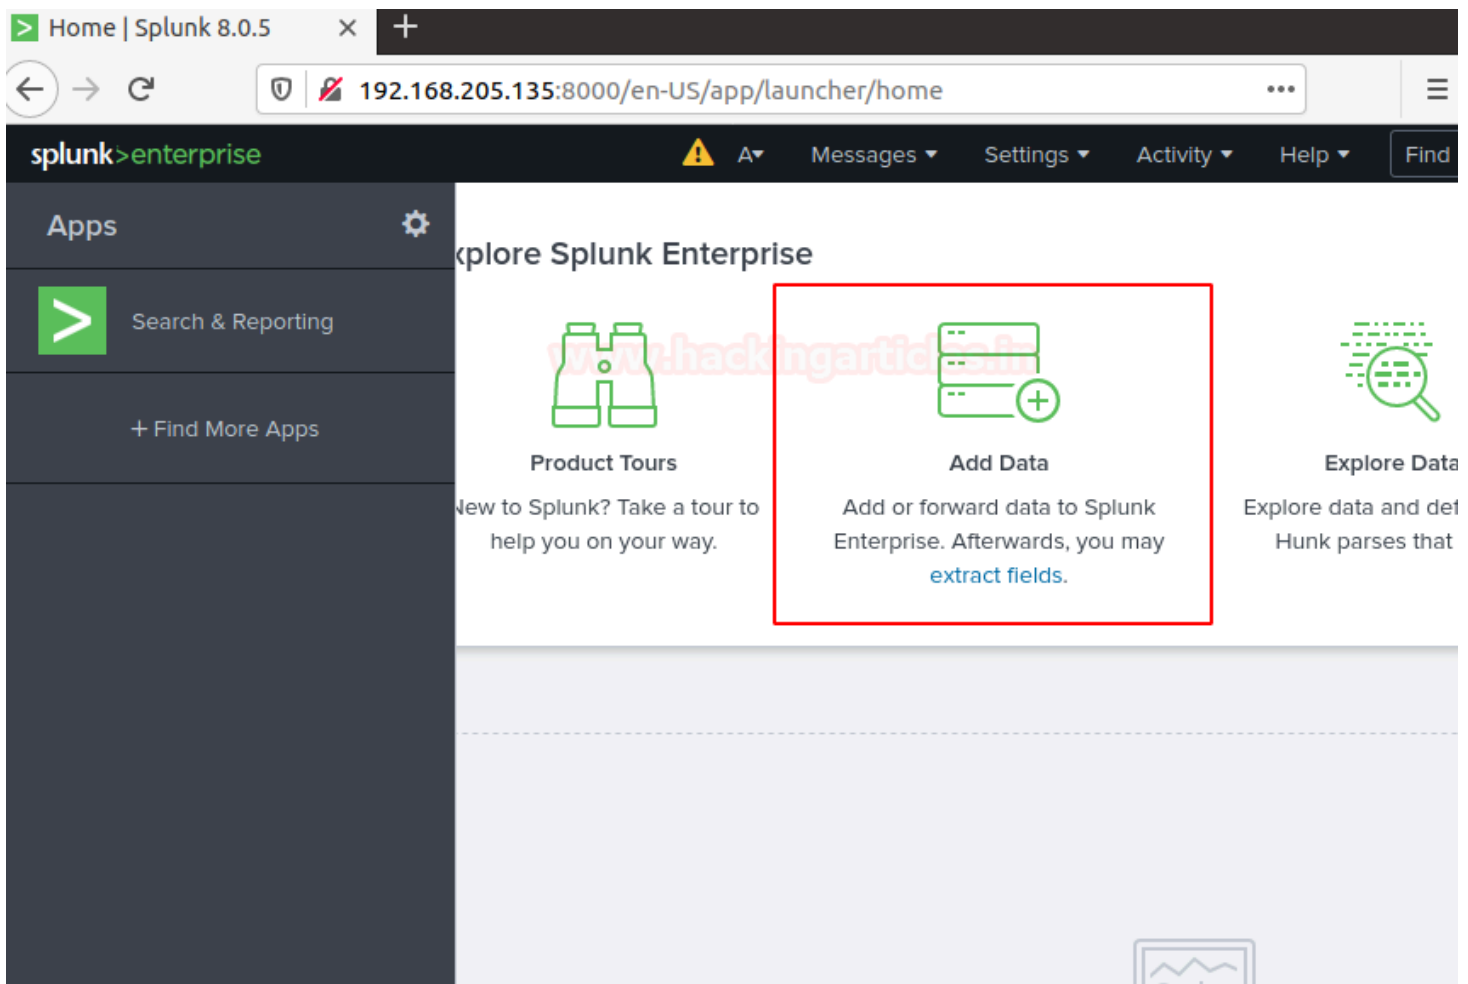 Home | Splunk 8.0.5
192.168.205.135:8000/en-US/app/launcher/home
splunk>enterprise
A
Messages
Settings
Activity
Help
Find
Apps
xplore Splunk Enterprise
Search & Reporting
+ Find More Apps
www.hackingarticles.in
Product Tours
New to Splunk? Take a tour to
help you on your way.
Add Data
Add or forward data to Splunk
Enterprise. Afterwards, you may
extract fields.
Explore Data
Explore data and def
Hunk parses that